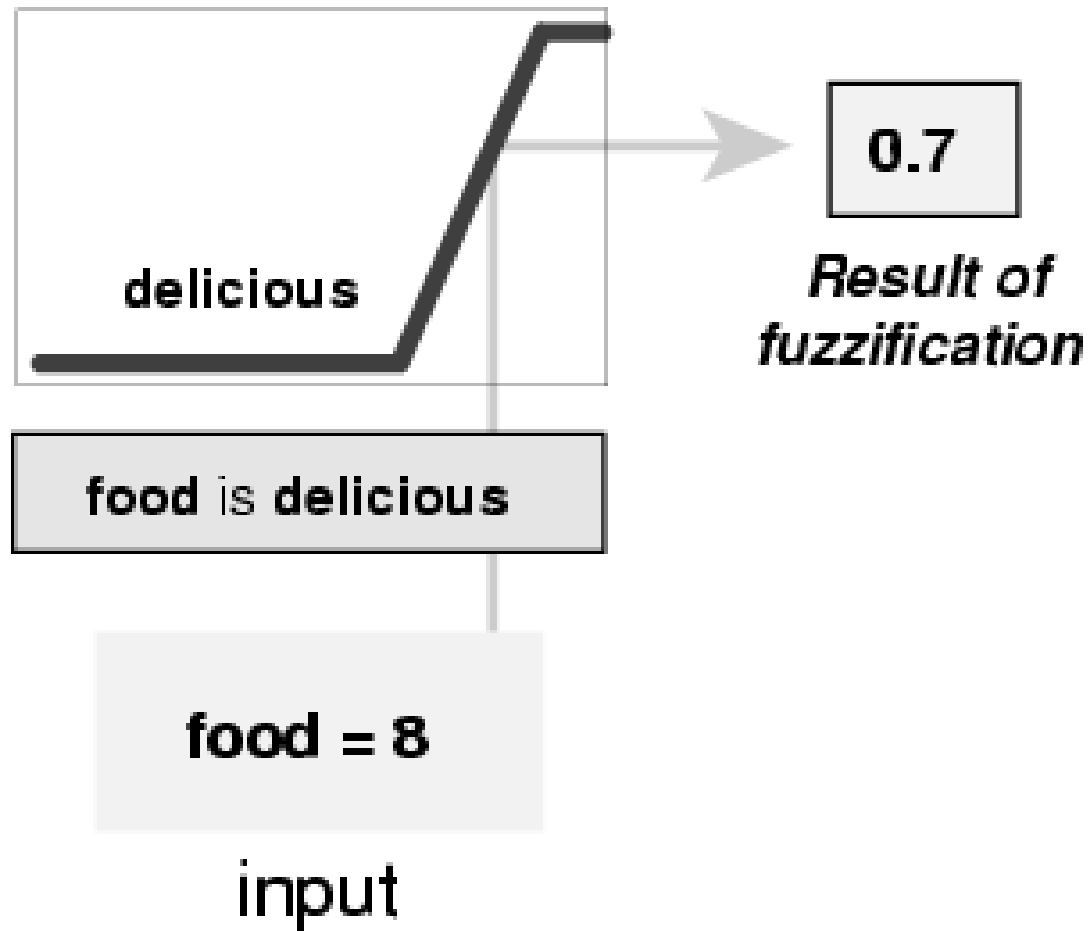 0.7
delicious
Result of
fuzzification
food is delicious
food = 8
input